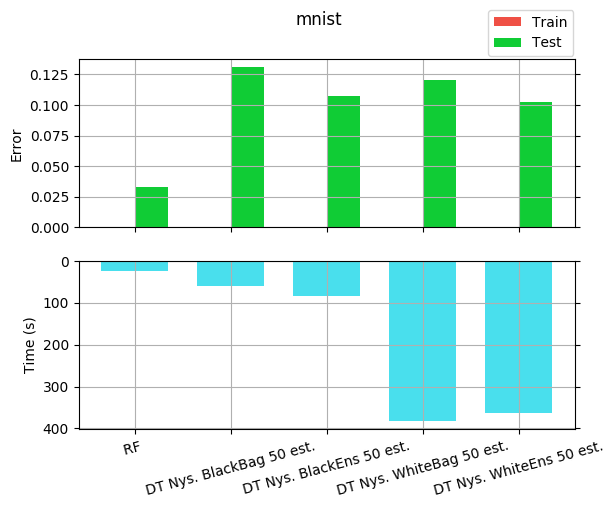 mnist
Train
Test
0.125
0.100
0.075
0.050
0.025
0.000
Error
0
100
200
300
400
Time (s)
RF
DT Nys. BlackBag 50 est.
DT Nys. BlackEns 50 est.
DT Nys. WhiteBag 50 est.
DT Nys. WhiteEns 50 est.